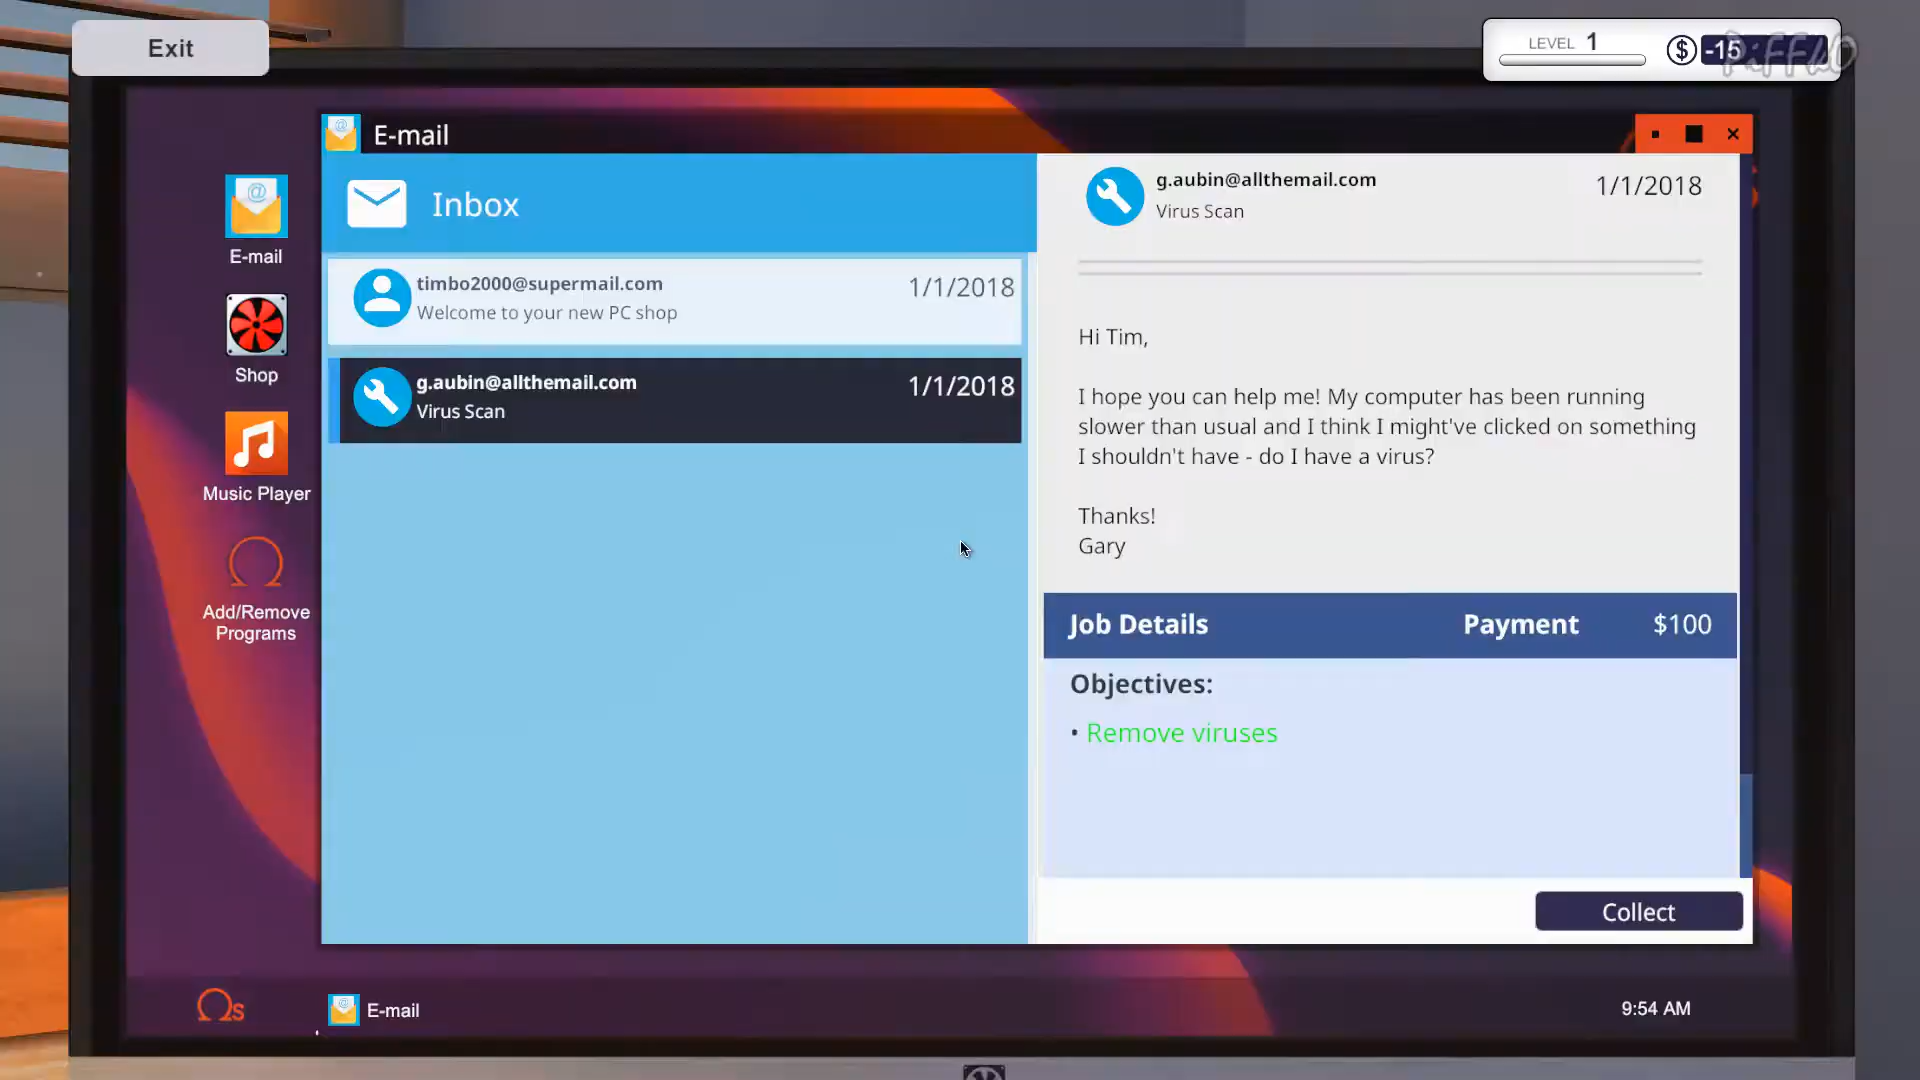 Exit
LEVEL 1
$ -15
E-mail
Inbox
timbo2000@supermail.com
1/1/2018
Welcome to your new PC shop
g.aubin@allthemail.com
1/1/2018
Virus Scan
g.aubin@allthemail.com
1/1/2018
Virus Scan
Hi Tim,
I hope you can help me! My computer has been running
slower than usual and I think I might've clicked on something
I shouldn't have - do I have a virus?
Thanks!
Gary
Job Details
Payment
$100
Objectives:
• Remove viruses
Collect
E-mail
Shop
Music Player
Add/Remove
Programs
Ωs
E-mail
9:54 AM